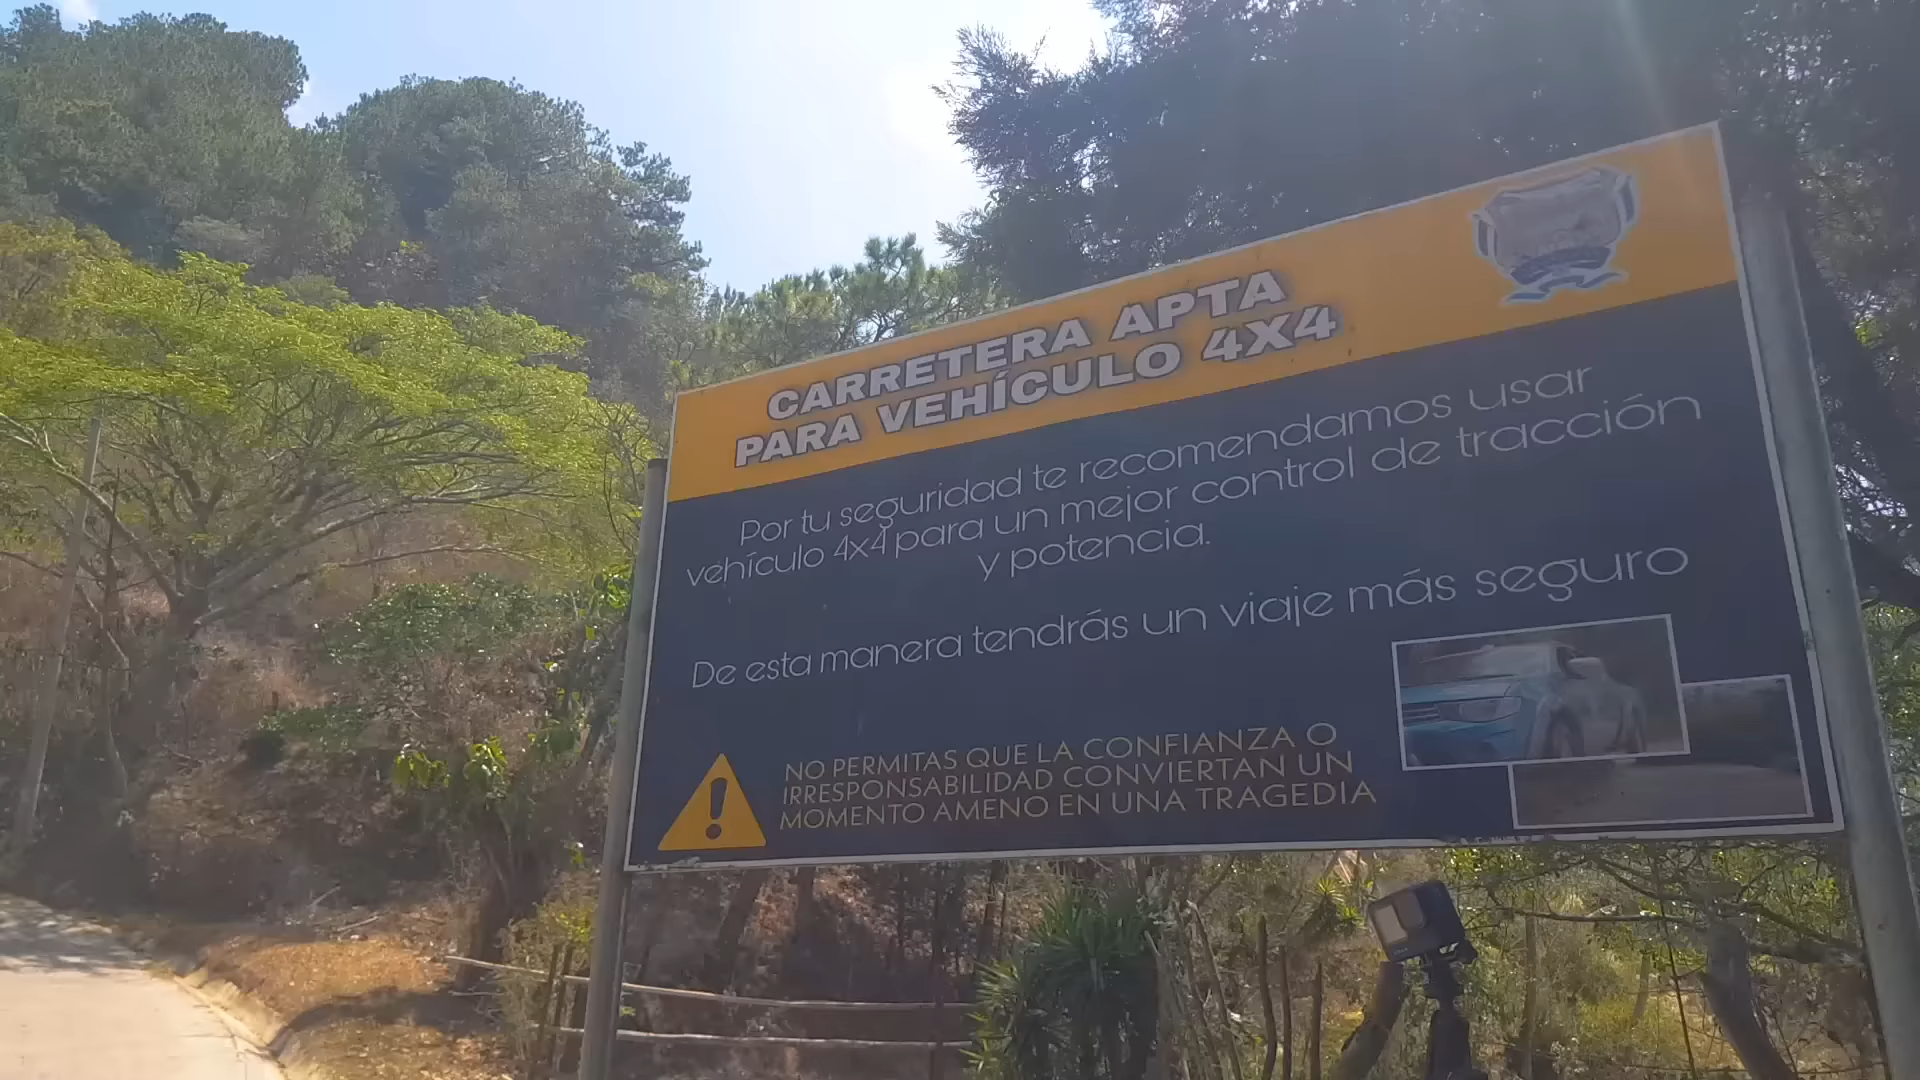 CARRETERA APTA
PARA VEHÍCULO 4X4
Por tu seguridad te recomendamos usar
vehículo 4x4 para un mejor control de tracción
y potencia.
De esta manera tendrás un viaje más seguro
NO PERMITAS QUE LA CONFIANZA O
IRRESPONSABILIDAD CONVIERTAN UN
MOMENTO AMENO EN UNA TRAGEDIA